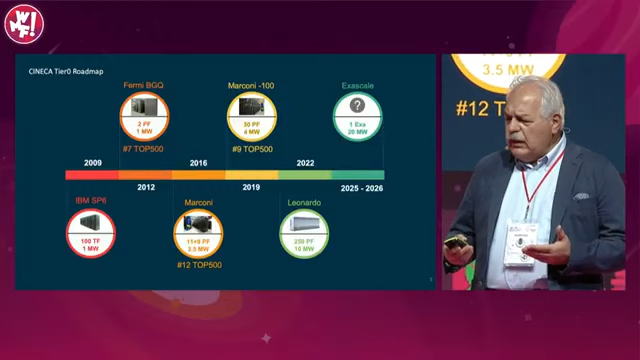 WMF!
CINECA Tier0 Roadmap
Fermi BGQ
2 PF
1 MW
#7 TOP500
Marconi -100
30 PF
4 MW
#9 TOP500
Exascale
?
1 Exa
20 MW
2009
2016
2022
2012
2019
2025 - 2026
IBM SP6
100 TF
1 MW
Marconi
11+9 PF
3.5 MW
#12 TOP500
Leonardo
250 PF
10 MW
3.5 MW
#12 T